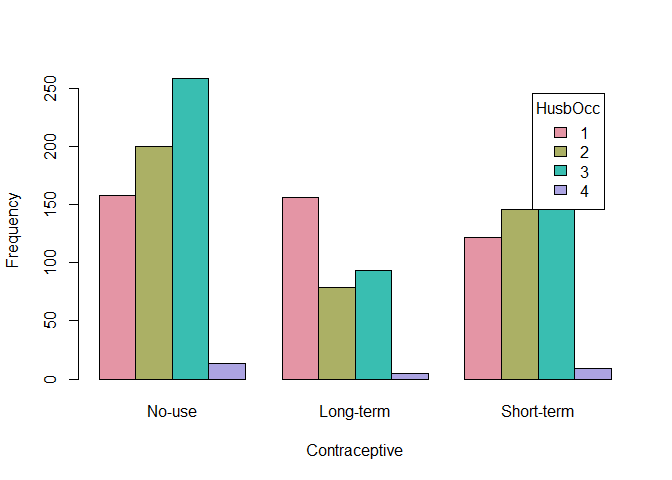 250
200
150
100
50
0
Frequency
HusbOcc
1
2
3
4
No-use
Long-term
Short-term
Contraceptive